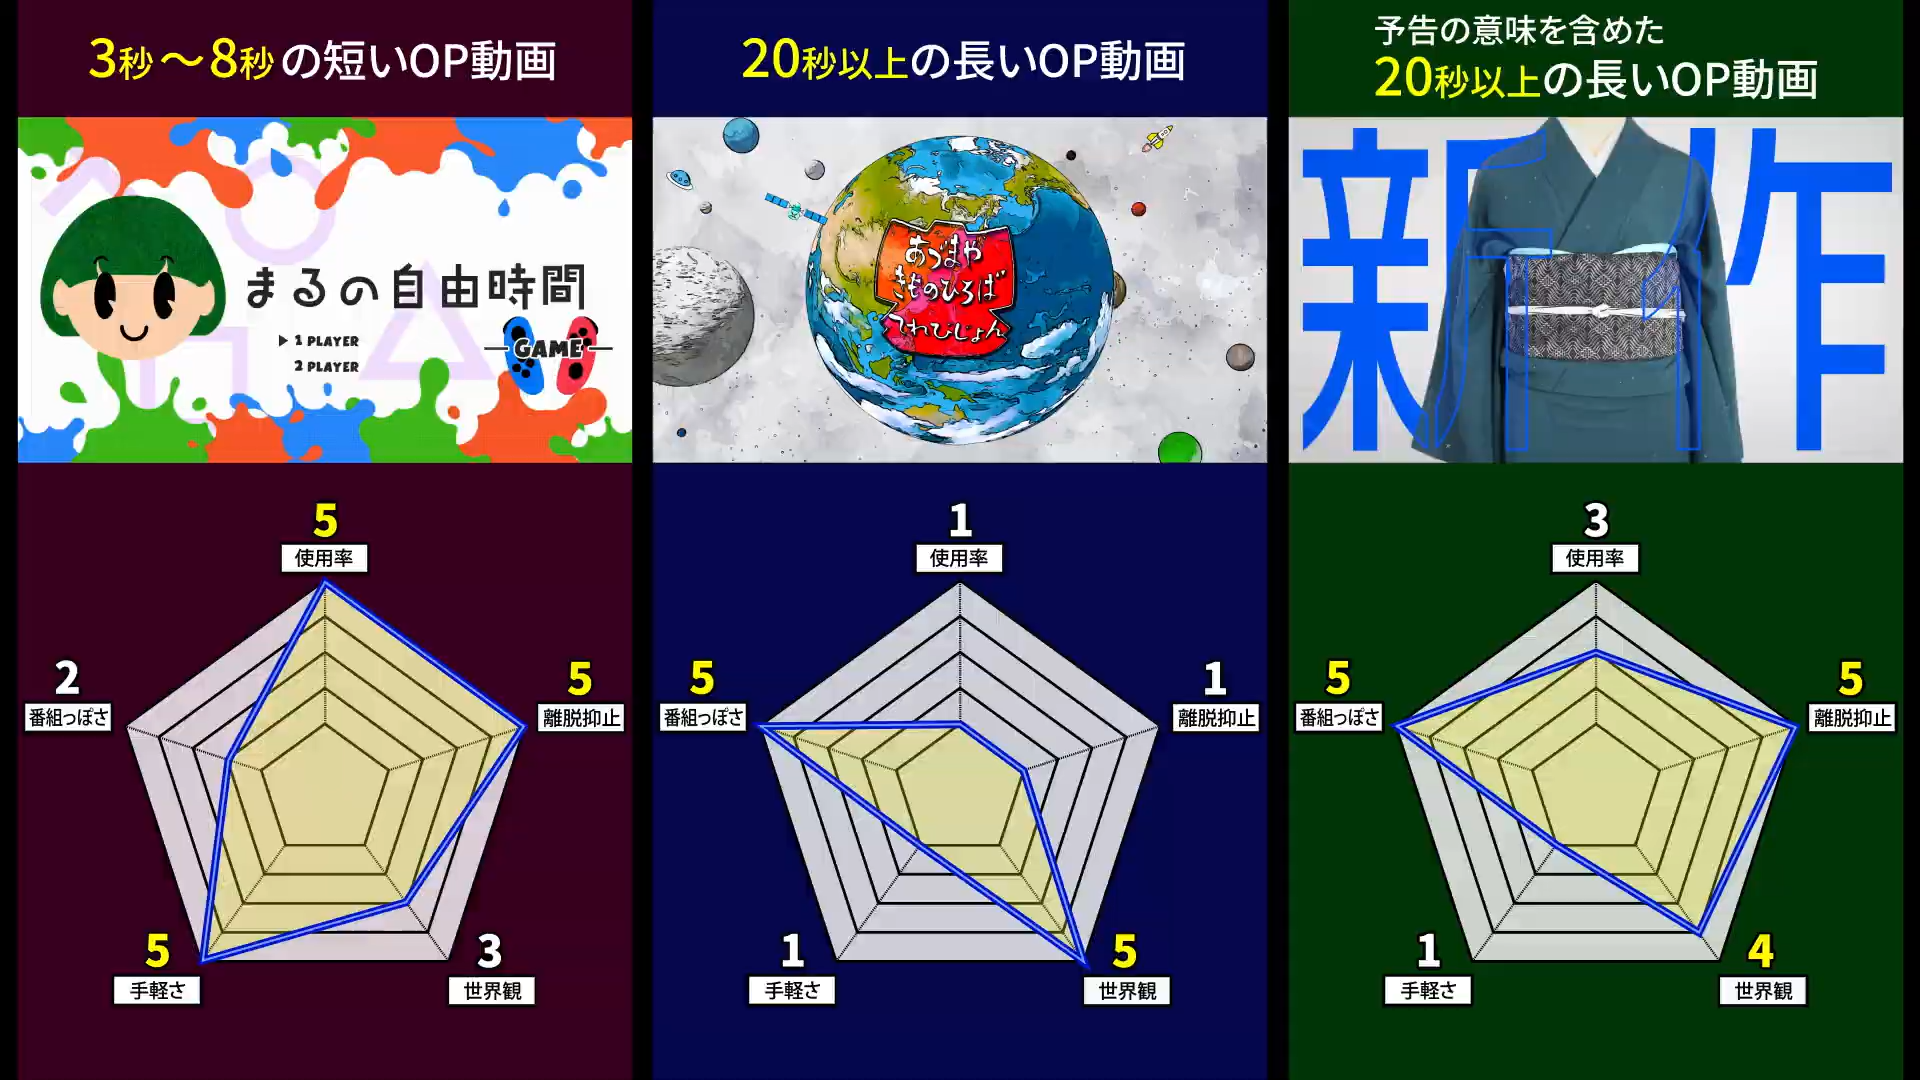 3秒～8秒の短いOP動画
まるの自由時間
1 PLAYER
2 PLAYER
GAME
5
使用率
5
離脱抑止
3
世界観
5
手軽さ
2
番組っぽさ
20秒以上の長いOP動画
あづまや
きものひろば
てれびじょん
1
使用率
1
離脱抑止
5
世界観
1
手軽さ
5
番組っぽさ
予告の意味を含めた
20秒以上の長いOP動画
新作
3
使用率
5
離脱抑止
4
世界観
1
手軽さ
5
番組っぽさ